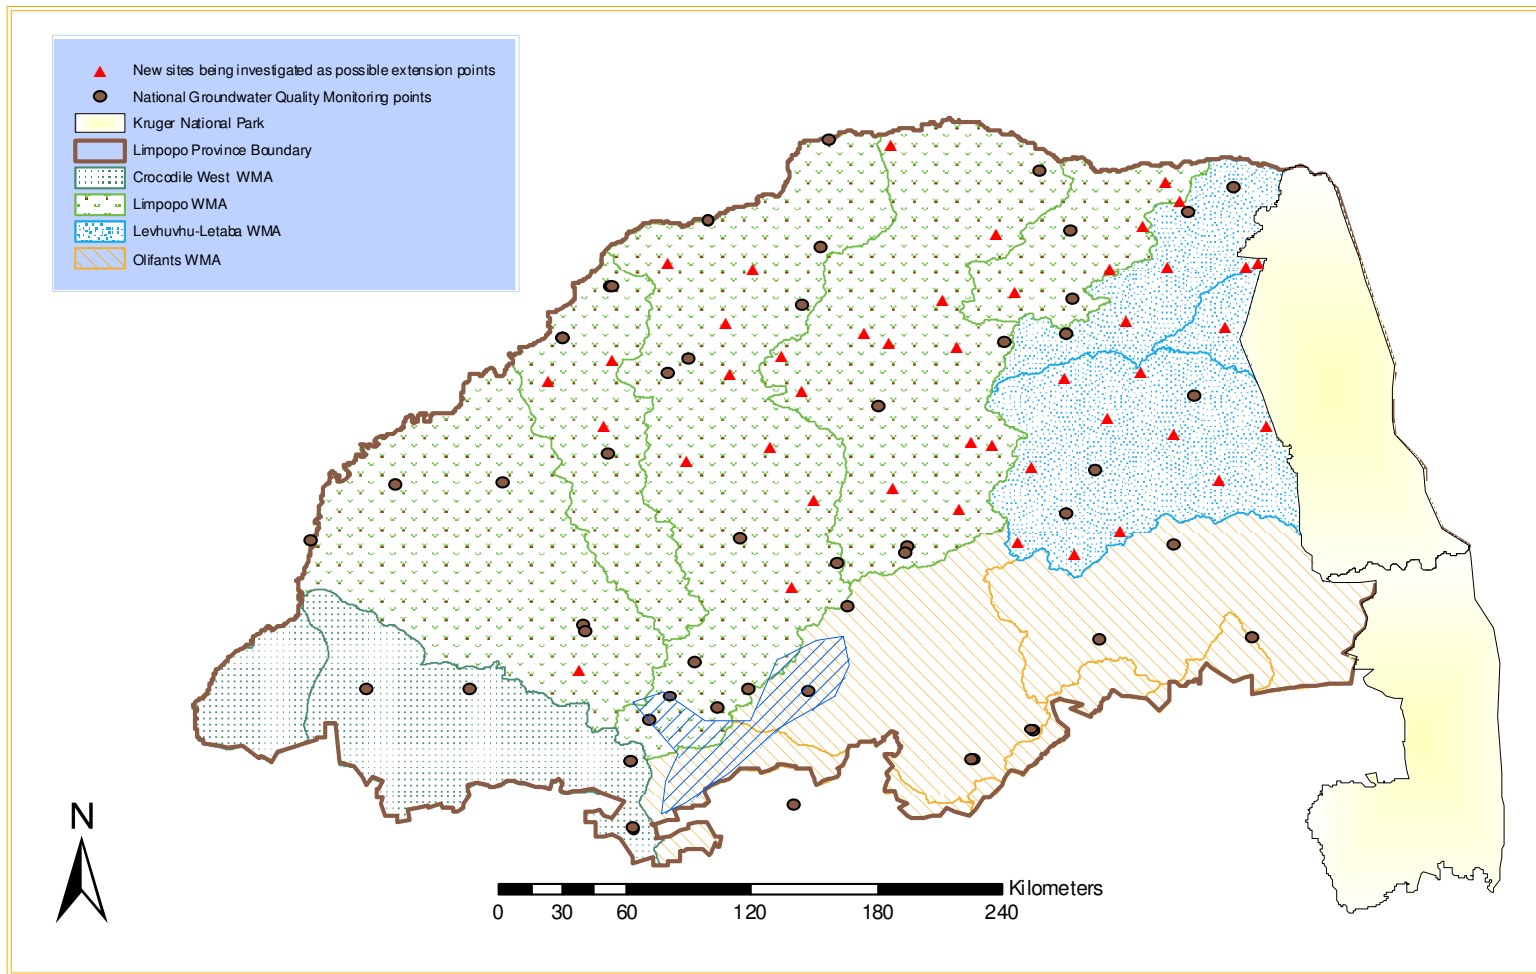 New sites being investigated as possible extension points
National Groundwater Quality Monitoring points
Kruger National Park
Limpopo Province Boundary
Crocodile West WMA
Limpopo WMA
Levhuvhu-Letaba WMA
Olifants WMA
N
Kilometers
0 30 60 120 180 240